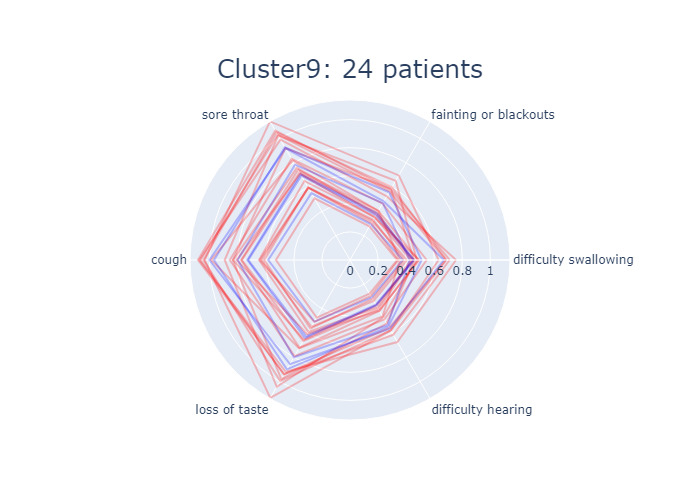 Cluster9: 24 patients
sore throat
fainting or blackouts
cough
difficulty swallowing
0 0.2 0.4 0.6 0.8 1
loss of taste
difficulty hearing